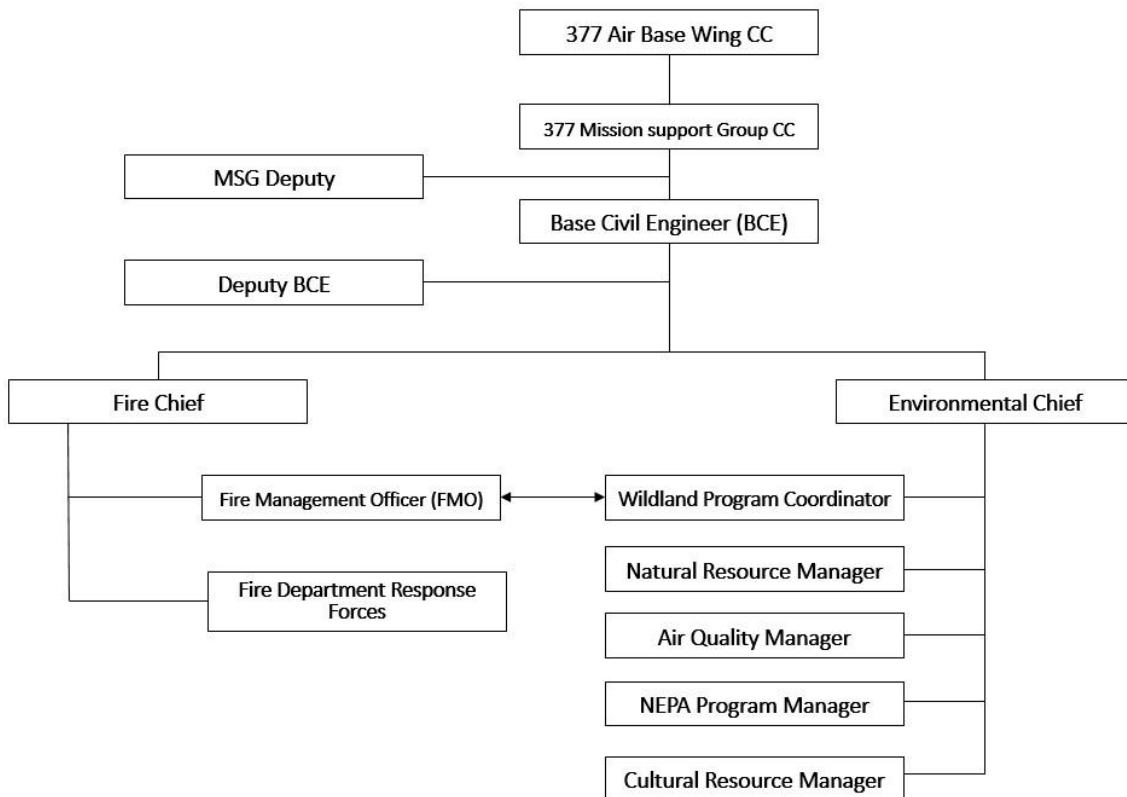 377 Air Base Wing CC
377 Mission support Group CC
MSG Deputy
Base Civil Engineer (BCE)
Deputy BCE
Fire Chief
Environmental Chief
Fire Management Officer (FMO)
Wildland Program Coordinator
Natural Resource Manager
Fire Department Response
Forces
Air Quality Manager
NEPA Program Manager
Cultural Resource Manager